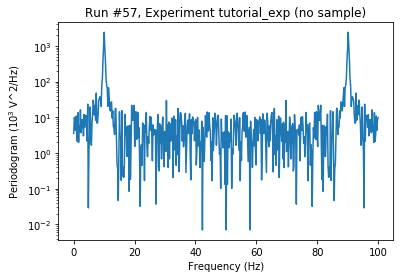 Run #57, Experiment tutorial_exp (no sample)
Periodogram (10³ V^2/Hz)
10³
10²
10¹
10⁰
10⁻¹
10⁻²
0 20 40 60 80 100
Frequency (Hz)